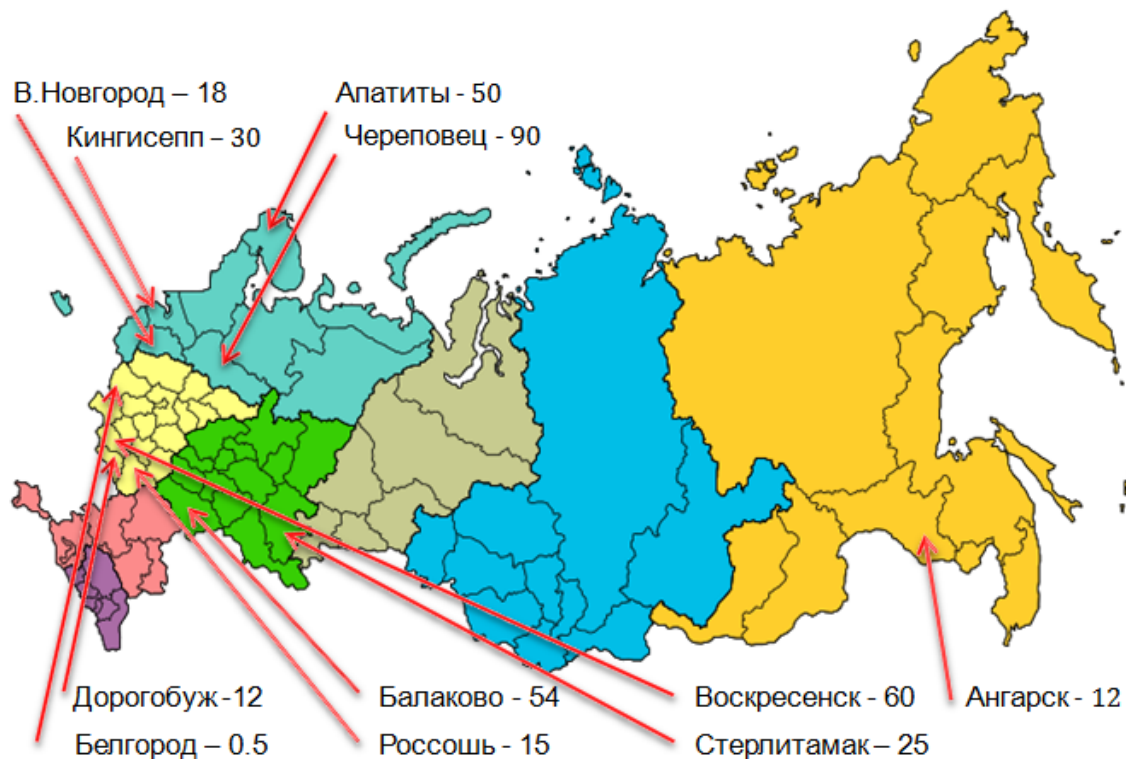 В.Новгород – 18
Апатиты - 50
Кингисепп – 30
Череповец - 90
Дорогобуж -12
Балаково - 54
Воскресенск - 60
Ангарск - 12
Белгород – 0.5
Россошь - 15
Стерлитамак – 25